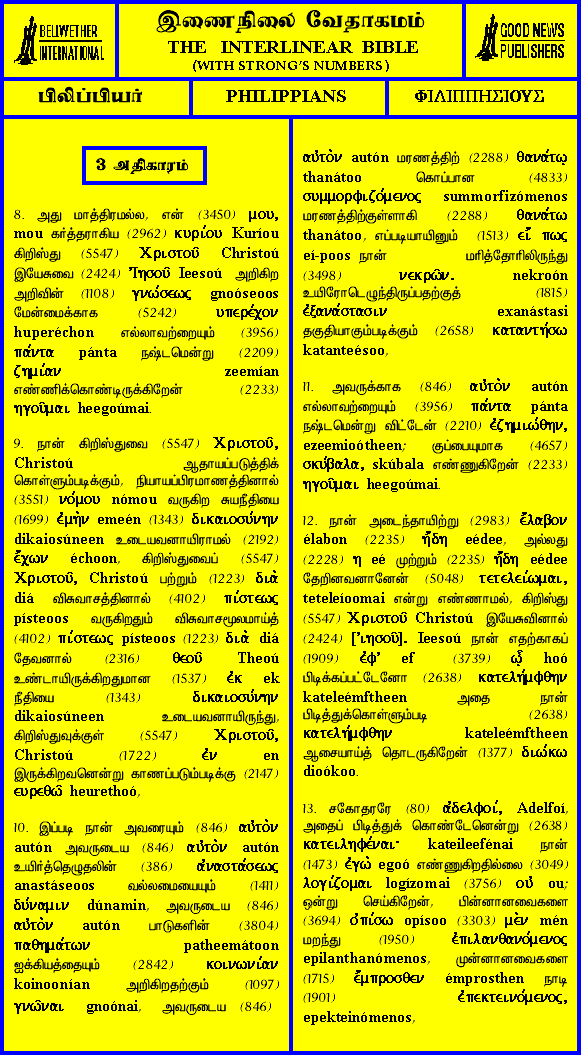 BELLWETHER
INTERNATIONAL
இணைநிலை வேதாகமம்
THE INTERLINEAR BIBLE
(WITH STRONG'S NUMBERS)
GOOD NEWS
PUBLISHERS
பிலிப்பியர்
PHILIPPIANS
ΦΙΛΙΠΠΗΣΙΟΥΣ
3 அதிகாரம்
8. அது மாத்திரமல்ல, என் (3450) μου,
mou கர்த்தராகிய (2962) κυρίου Kuríou
கிறிஸ்து (5547) Χριστοῦ Christoú
இயேசுவை (2424) Ἰησοῦ Ieesoú அறிகிற
அறிவின் (1108) γνώσεως gnoóseoos
மேன்மைக்காக (5242) υπερέχον
huperéchon எல்லாவற்றையும் (3956)
πάντα pánta நஷ்டமென்று (2209)
ζημίαν zeemían
எண்ணிக்கொண்டிருக்கிறேன் (2233)
ηγοῦμαι heegoúmai.
9. நான் கிறிஸ்துவை (5547) Χριστοῦ,
Christoú ஆதாயப்படுத்திக்
கொள்ளும்படிக்கும், நியாயப்பிரமாணத்தினால்
(3551) νόμου nómou வருகிற சுயநீதியை
(1699) ἐμὴν emeén (1343) δικαιοσύνην
dikaiosúneen உடையவனாயிராமல் (2192)
ἔχων échoon, கிறிஸ்துவைப் (5547)
Χριστοῦ, Christoú பற்றும் (1223) διὰ
diá விசுவாசத்தினால் (4102) πίστεως
písteoos வருகிறதும் விசுவாசமூலமாய்த்
(4102) πίστεως písteoos (1223) διὰ diá
தேவனால் (2316) θεοῦ Theoú
உண்டாயிருக்கிறதுமான (1537) ἐκ ek
நீதியை (1343) δικαιοσύνην
dikaiosúneen உடையவனாயிருந்து,
கிறிஸ்துவுக்குள் (5547) Χριστοῦ,
Christoú (1722) ἐν en
இருக்கிறவனென்று காணப்படும்படிக்கு (2147)
ευρεθῶ heurethoó,
10. இப்படி நான் அவரையும் (846) αὐτὸν
autón அவருடைய (846) αὐτὸν autón
உயிர்த்தெழுதலின் (386) ἀναστάσεως
anastáseoos வல்லமையையும் (1411)
δύναμιν dúnamin, அவருடைய (846)
αὐτὸν autón பாடுகளின் (3804)
παθημάτων patheemátoon
ஐக்கியத்தையும் (2842) κοινωνίαν
koinoonían அறிகிறதற்கும் (1097)
γνῶναι gnoónai, அவருடைய (846)
αὐτὸν autón மரணத்திற் (2288) θανάτῳ
thanátoo கொப்பான (4833)
συμμορφιζόμενος summorfizómenos
மரணத்திற்குள்ளாகி (2288) θανάτω
thanátoo, எப்படியாயினும் (1513) εἴ πως
eí-poos நான் மரித்தோரிலிருந்து
(3498) νεκρῶν. nekroón
உயிரோடெழுந்திருப்பதற்குத் (1815)
ἐξανάστασιν exanástasi
தகுதியாகும்படிக்கும் (2658) καταντήσω
katanteésoo,
11. அவருக்காக (846) αὐτὸν autón
எல்லாவற்றையும் (3956) πάντα pánta
நஷ்டமென்று விட்டேன் (2210) ἐζημιώθην,
ezeemioótheen; குப்பையுமாக (4657)
σκύβαλα, skúbala எண்ணுகிறேன் (2233)
ηγοῦμαι heegoúmai.
12. நான் அடைந்தாயிற்று (2983) ἔλαβον
élabon (2235) ἤδη eédee, அல்லது
(2228) η eé முற்றும் (2235) ἤδη eédee
தேறினவனானேன் (5048) τετελείωμαι,
teteleíoomai என்று எண்ணாமல், கிறிஸ்து
(5547) Χριστοῦ Christoú இயேசுவினால்
(2424) [Ἰησοῦ]. Ieesoú நான் எதற்காகப்
(1909) ἐφ' ef (3739) ᾧ hoó
பிடிக்கப்பட்டேனோ (2638) κατελήμφθην
kateleémftheen அதை நான்
பிடித்துக்கொள்ளும்படி (2638)
κατελήμφθην kateleémftheen
ஆசையாய்த் தொடருகிறேன் (1377) διώκω
dioókoo.
13. சகோதரரே (80) ἀδελφοί, Adelfoí,
அதைப் பிடித்துக் கொண்டேனென்று (2638)
κατειληφέναι· kateileefénai நான்
(1473) ἐγὼ egoó எண்ணுகிறதில்லை (3049)
λογίζομαι logízomai (3756) οὐ ou;
ஒன்று செய்கிறேன், பின்னானவைகளை
(3694) ὀπίσω opísoo (3303) μὲν mén
மறந்து (1950) ἐπιλανθανόμενος
epilanthanómenos, முன்னானவைகளை
(1715) ἔμπροσθεν émprosthen நாடி
(1901) ἐπεκτεινόμενος,
epekteinómenos,